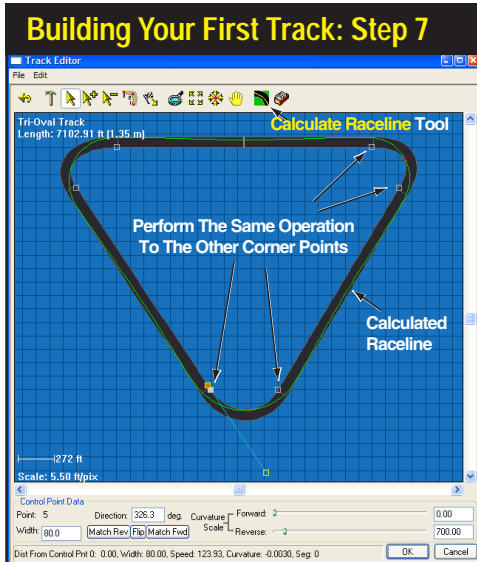 Building Your First Track: Step 7
Track Editor
File Edit
Calculate Raceline Tool
Tri-Oval Track
Length: 7102.91 ft (1.35 m)
Perform The Same Operation
To The Other Corner Points
Calculated
Raceline
272 ft
Scale: 5.50 ft/pix
Control Point Data
Point: 5 Direction: 326.3 deg. Curvature Scale Forward: 0.00
Width: 80.0 Match Rev Flip Match Fwd Reverse: 700.00
Dist From Control Pnt 0: 0.00, Width: 80.00, Speed: 123.93, Curvature: -0.0030, Seg: 0 OK Cancel